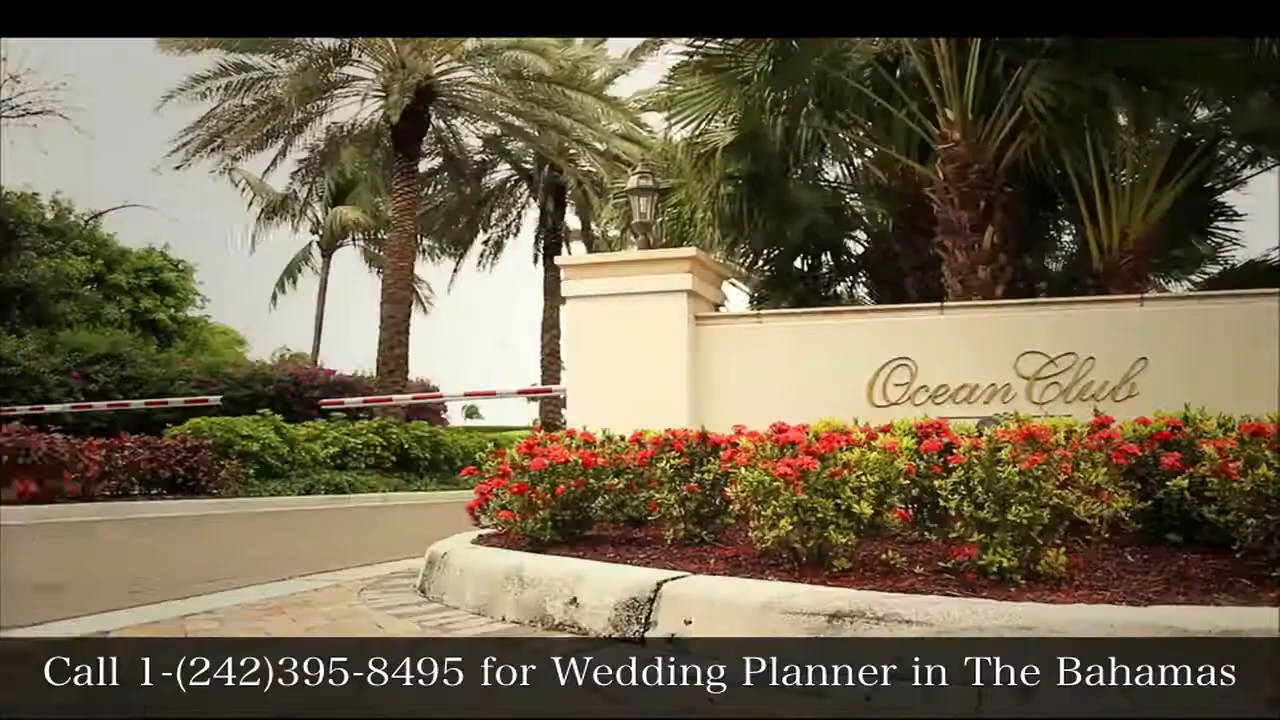 Ocean Club
Call 1-(242)395-8495 for Wedding Planner in The Bahamas